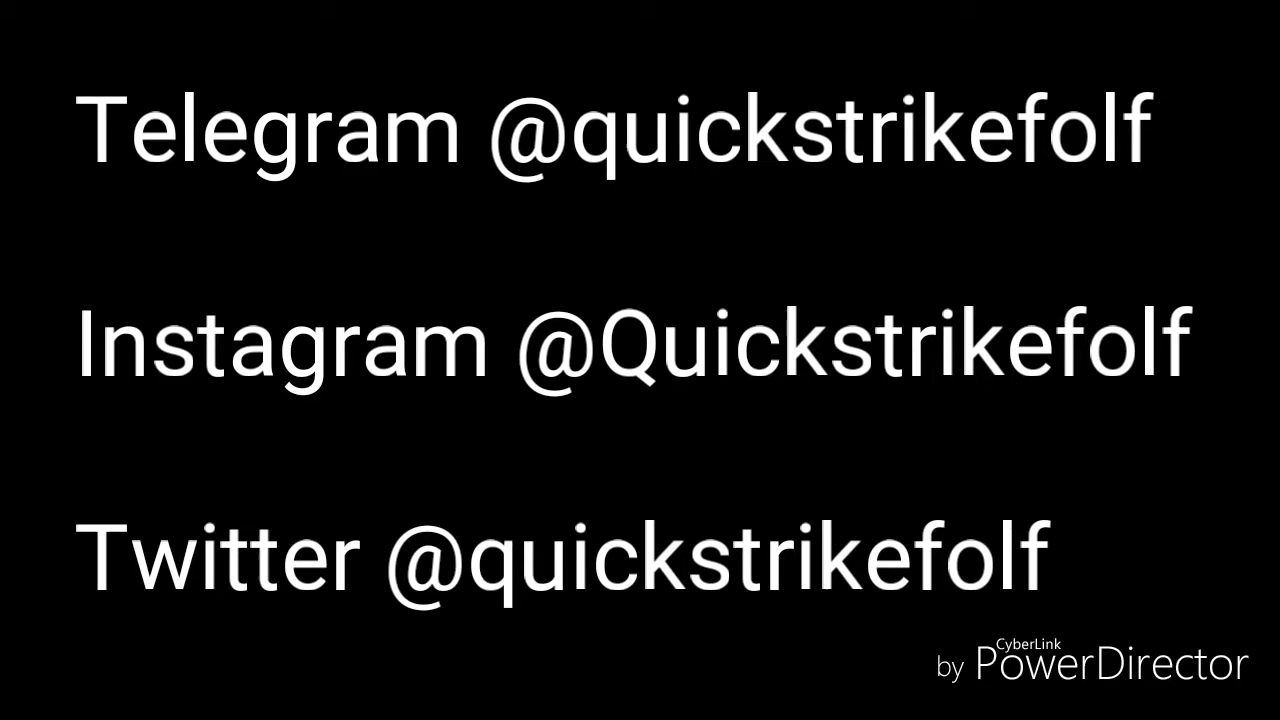 Telegram @quickstrikefolf
Instagram @Quickstrikefolf
Twitter @quickstrikefolf
CyberLink
by PowerDirector